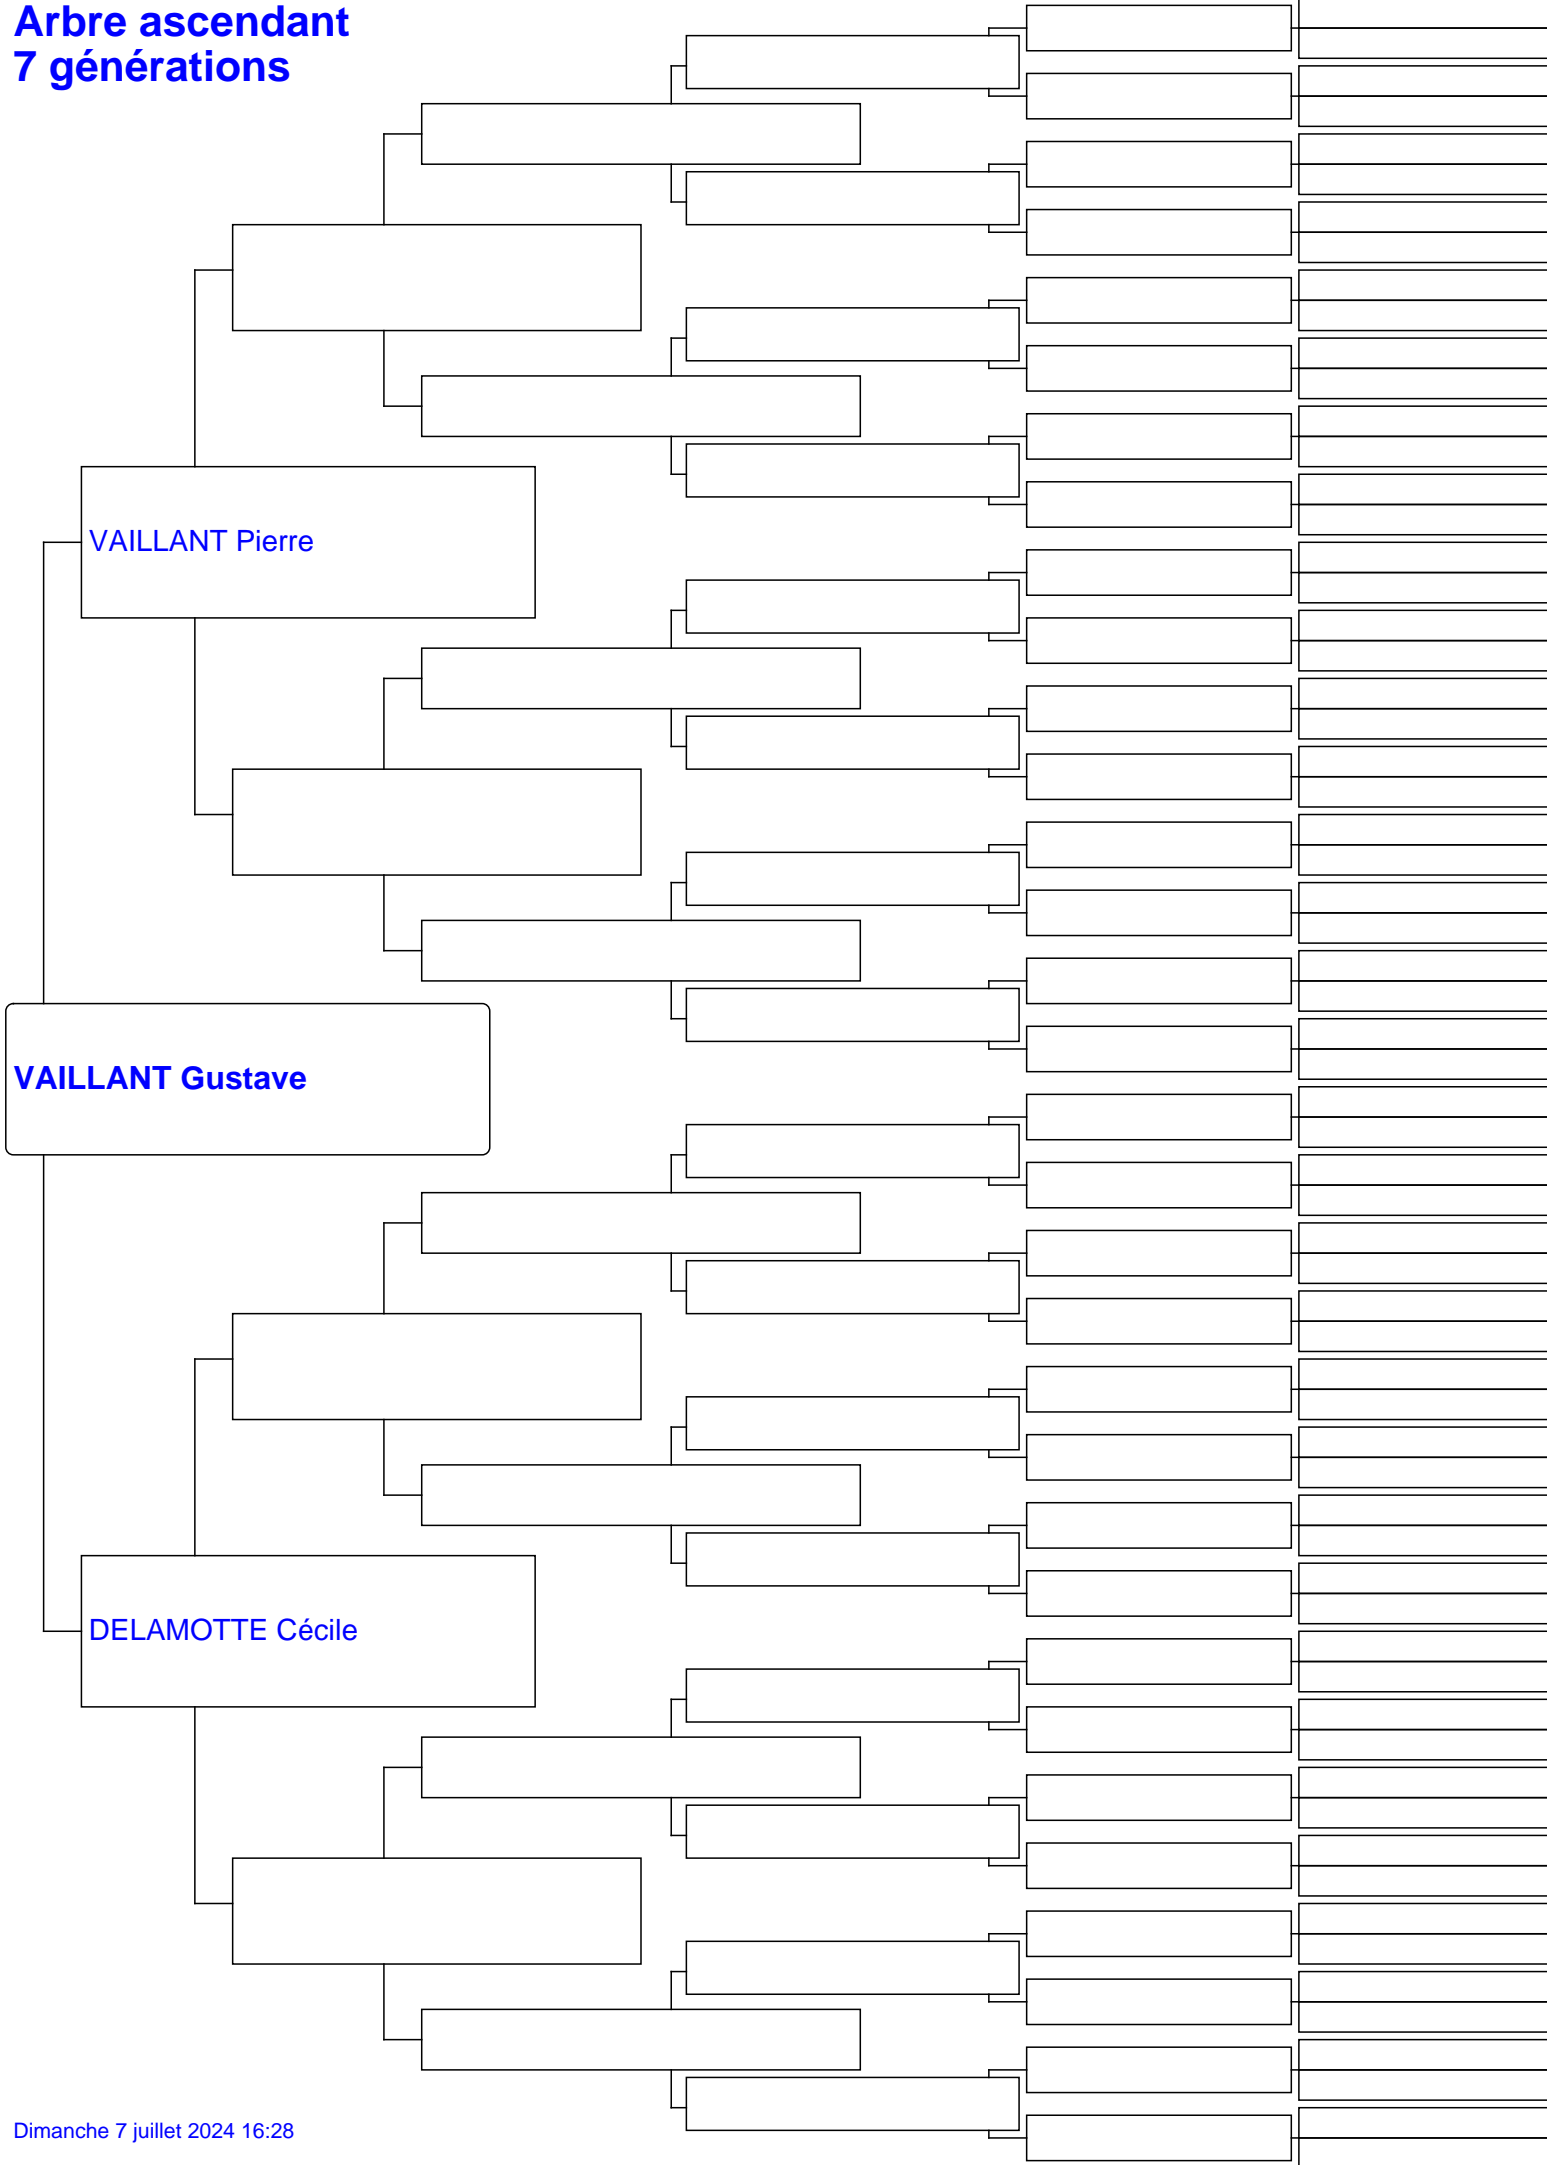 Arbre ascendant
7 générations
VAILLANT Pierre
VAILLANT Gustave
DELAMOTTE Cécile
Dimanche 7 juillet 2024 16:28